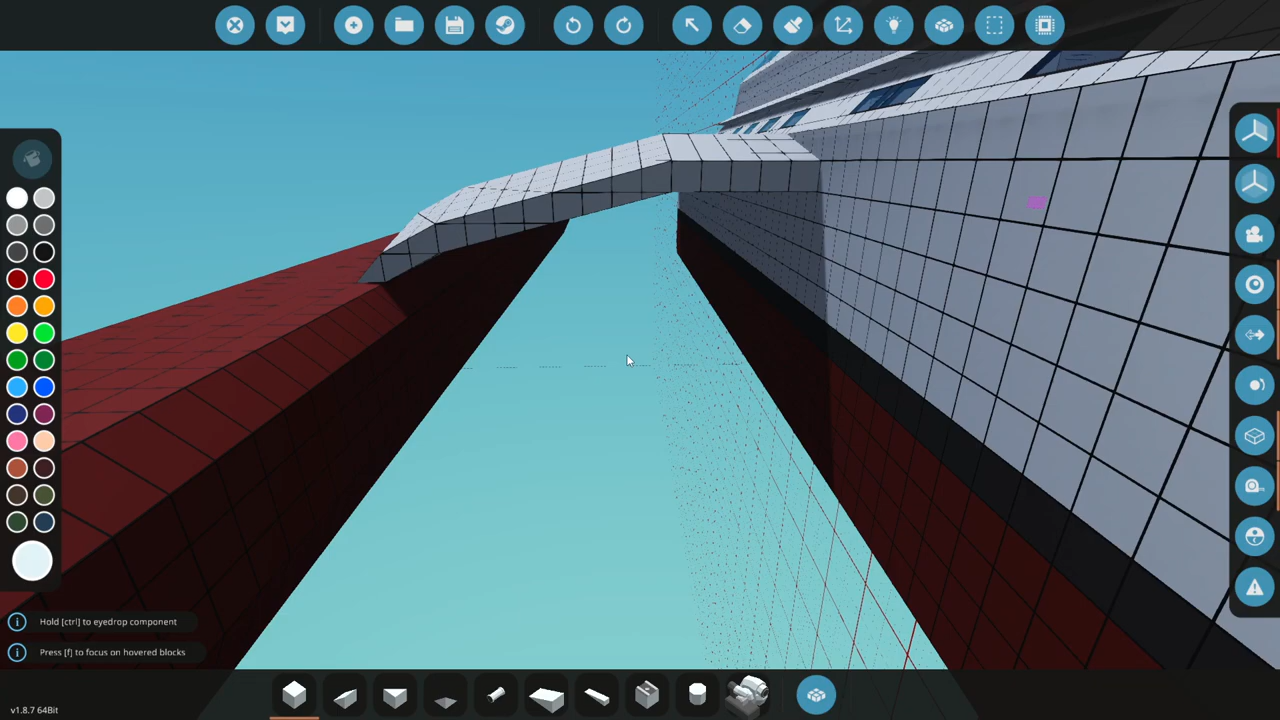 Hold [ctrl] to eyedrop component
Press [f] to focus on hovered blocks
v1.8.7 64Bit